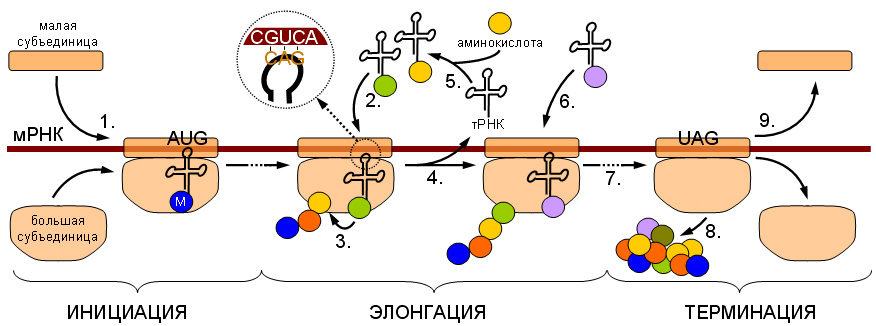 малая
субъединица
CGUCA
CAG
аминокислота
1.
2.
5.
6.
9.
мРНК
AUG
тРНК
UAG
4.
7.
М
большая
субъединица
3.
8.
ИНИЦИАЦИЯ
ЭЛОНГАЦИЯ
ТЕРМИНАЦИЯ